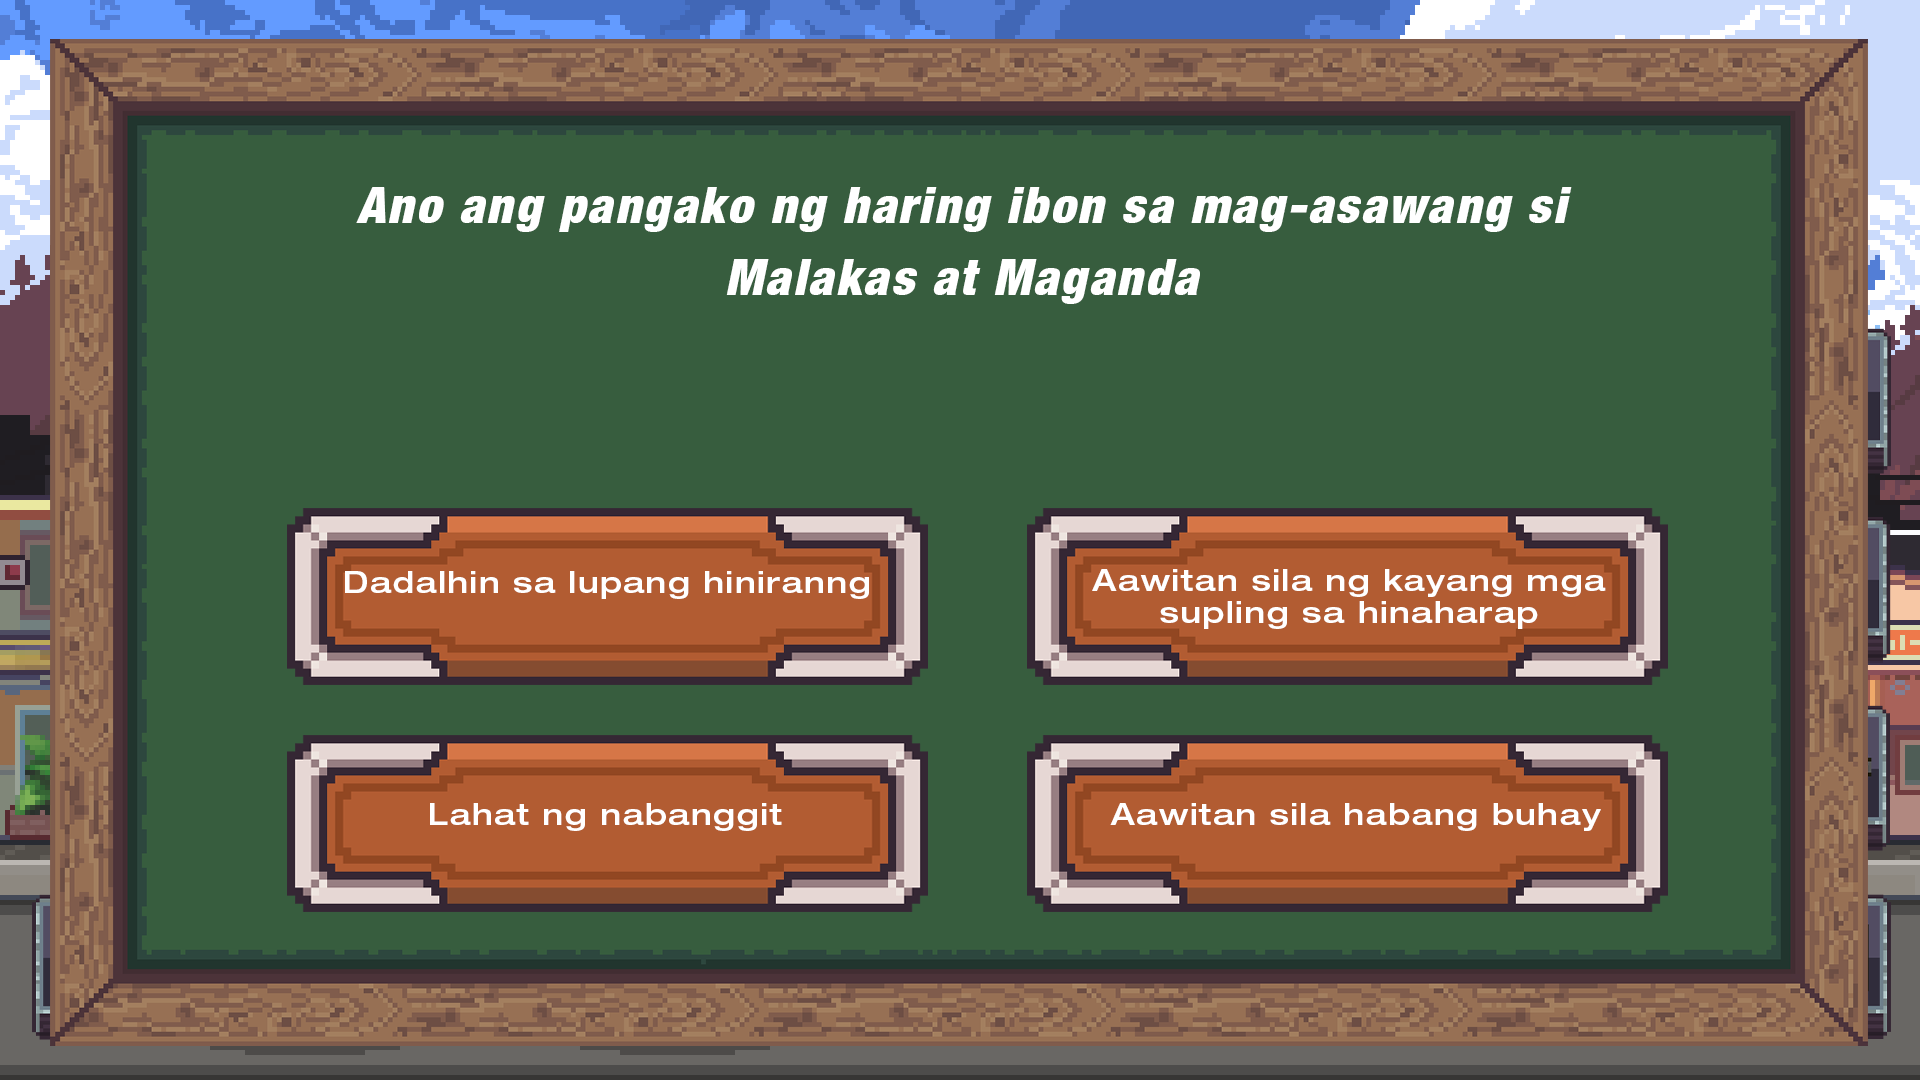 Ano ang pangako ng haring ibon sa mag-asawang si
Malakas at Maganda
Dadalhin sa lupang hiniranng
Aawitan sila ng kayang mga
supling sa hinaharap
Lahat ng nabanggit
Aawitan sila habang buhay